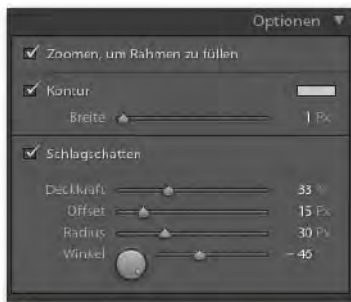 Optionen
Zoomen, um Rahmen zu füllen
Kontur
Breite 1 Px
Schlagschatten
Deckkraft 33 %
Offset 15 Px
Radius 30 Px
Winkel - 46